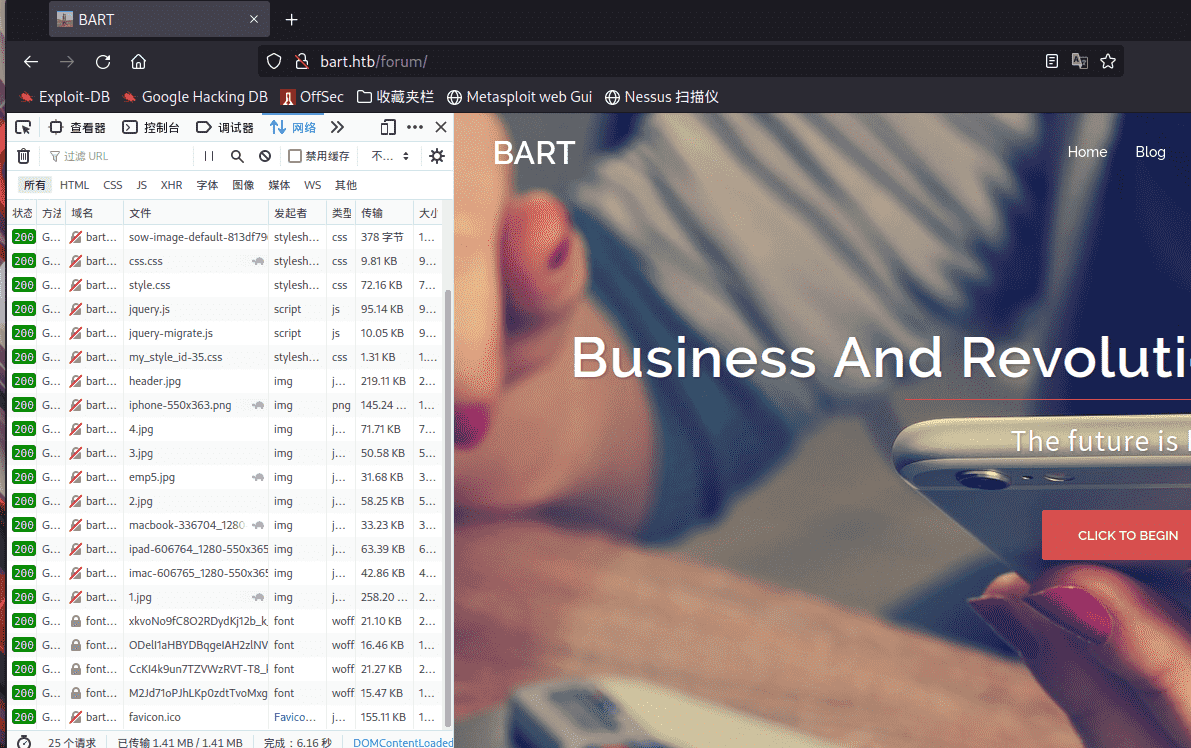 BART
bart.htb/forum/
Exploit-DB Google Hacking DB OffSec 收藏夹栏 Metasploit web Gui Nessus 扫描仪
查看器 控制台 调试器 网络
过滤 URL 禁用缓存 不…
所有 HTML CSS JS XHR 字体 图像 媒体 WS 其他
状态 方法 域名 文件 发起者 类型 传输 大小
200 G… bart… sow-image-default-813df79 stylesh… css 378 字节 1…
200 G… bart… css.css stylesh… css 9.81 KB 9…
200 G… bart… style.css stylesh… css 72.16 KB 7…
200 G… bart… jquery.js script js 95.14 KB 9…
200 G… bart… jquery-migrate.js script js 10.05 KB 9…
200 G… bart… my_style_id-35.css stylesh… css 1.31 KB 1.…
200 G… bart… header.jpg img j… 219.11 KB 2…
200 G… bart… iphone-550x363.png img png 145.24 … 1…
200 G… bart… 4.jpg img j… 71.71 KB 7…
200 G… bart… 3.jpg img j… 50.58 KB 5…
200 G… bart… emp5.jpg img j… 31.68 KB 3…
200 G… bart… 2.jpg img j… 58.25 KB 5…
200 G… bart… macbook-336704_1280- img j… 33.23 KB 3…
200 G… bart… ipad-606764_1280-550x365 img j… 63.39 KB 6…
200 G… bart… imac-606765_1280-550x365 img j… 42.86 KB 4…
200 G… bart… 1.jpg img j… 258.20 … 2…
200 G… font… xkvoNo9fC8O2RDydKj12b_k font woff 21.10 KB 2…
200 G… font… ODelI1aHBYDBqgeIAH2zlNV font woff 16.46 KB 1…
200 G… font… CcKI4k9un7TZVWzRVT-T8_ font woff 21.27 KB 2…
200 G… font… M2Jd71oPJhLKp0zdtTvoMxg font woff 15.47 KB 1…
200 G… bart… favicon.ico Favico… j… 155.11 KB 1…
25 个请求 已传输 1.41 MB / 1.41 MB 完成：6.16 秒 DOMContentLoaded
BART
Home Blog
Business And Revoluti
The future is
CLICK TO BEGIN